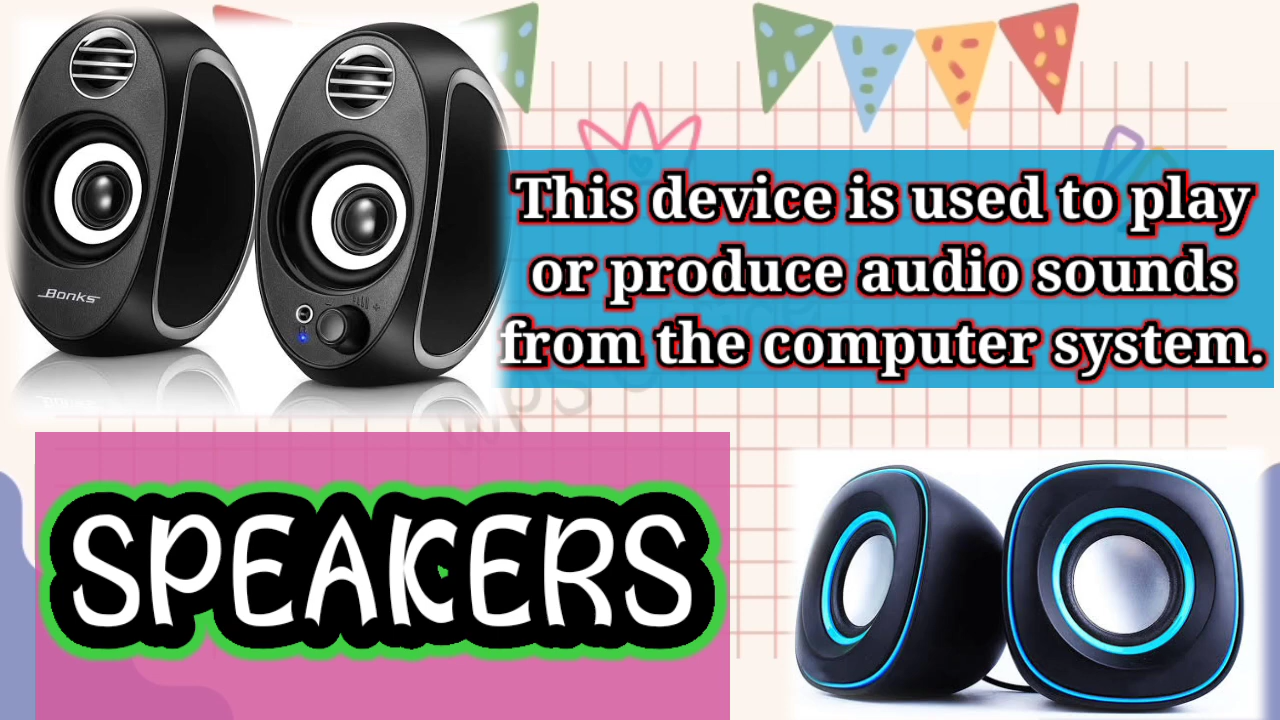 Bonks
This device is used to play
or produce audio sounds
from the computer system.
SPEAKERS